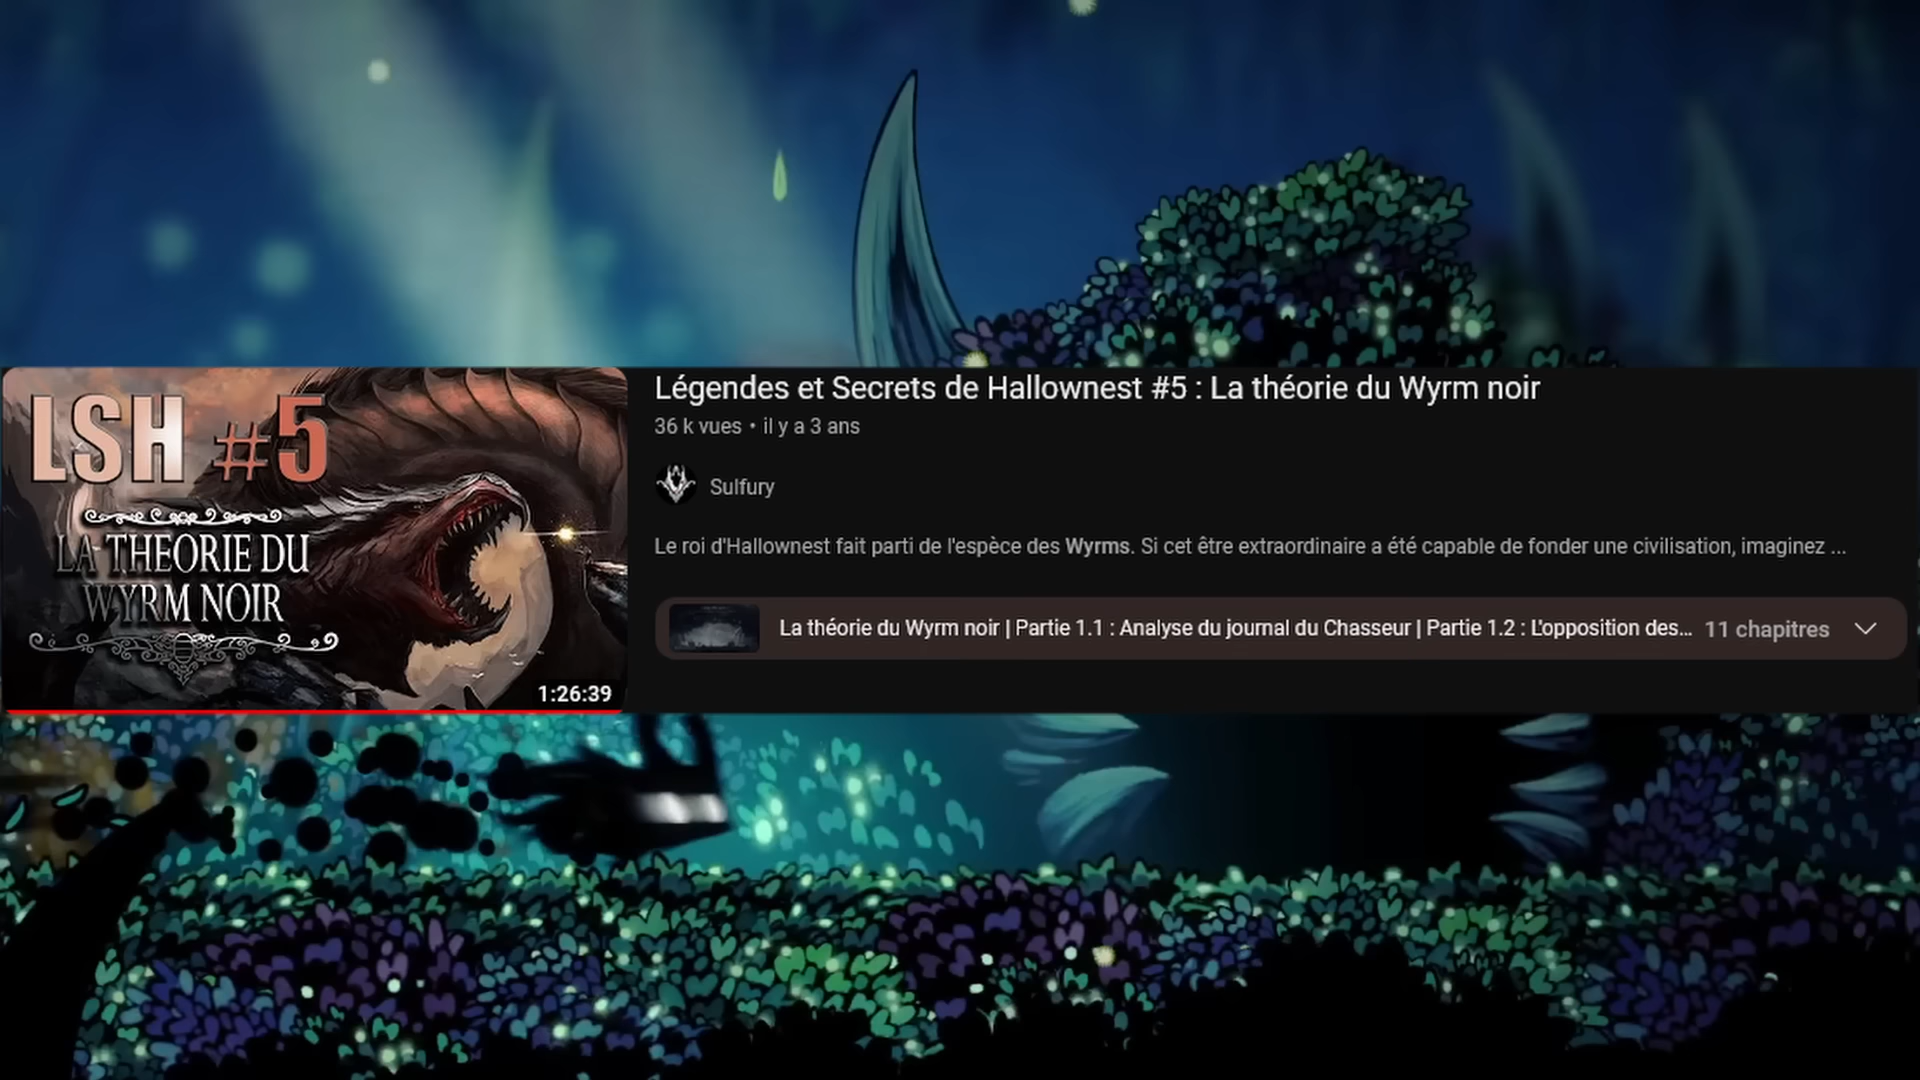 LSH #5
LA THEORIE DU
WYRM NOIR
1:26:39
Légendes et Secrets de Hallownest #5 : La théorie du Wyrm noir
36 k vues • il y a 3 ans
Sulfury
Le roi d'Hallownest fait parti de l'espèce des Wyrms. Si cet être extraordinaire a été capable de fonder une civilisation, imaginez ...
La théorie du Wyrm noir | Partie 1.1 : Analyse du journal du Chasseur | Partie 1.2 : L'opposition des... 11 chapitres